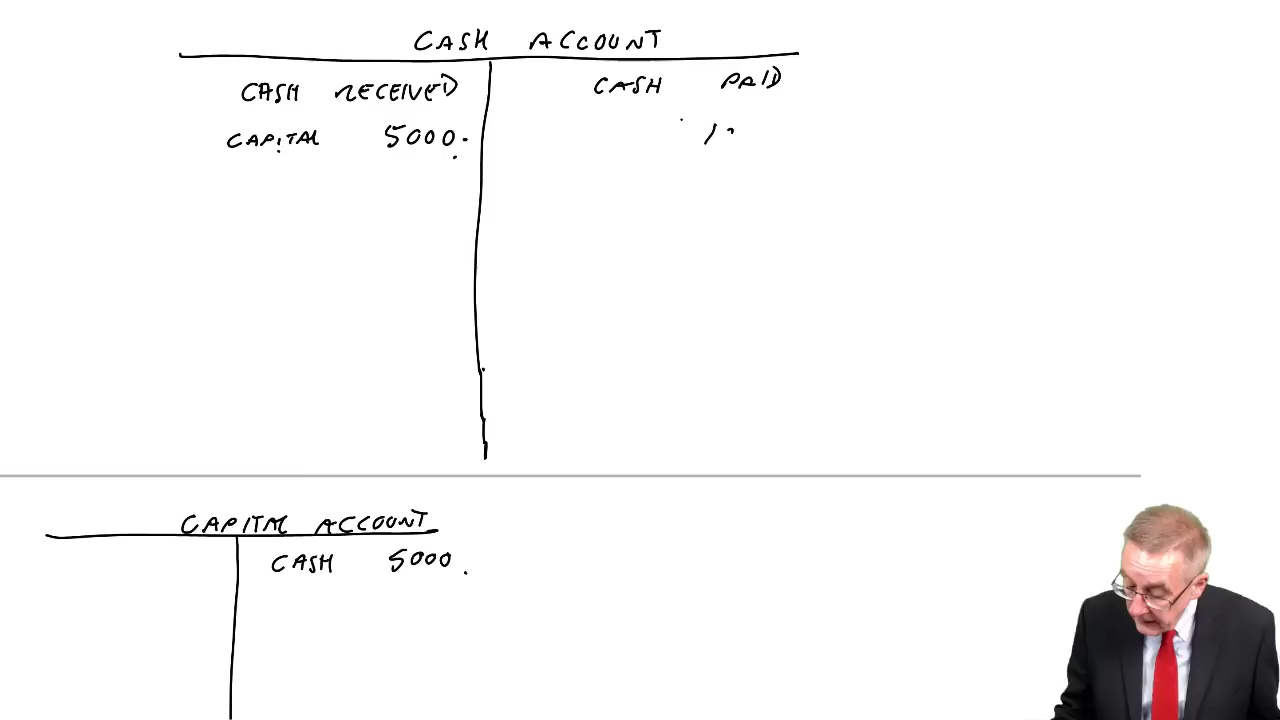 CASH ACCOUNT
CASH RECEIVED
CASH PAID
CAPITAL 5000
CAPITAL ACCOUNT
CASH 5000